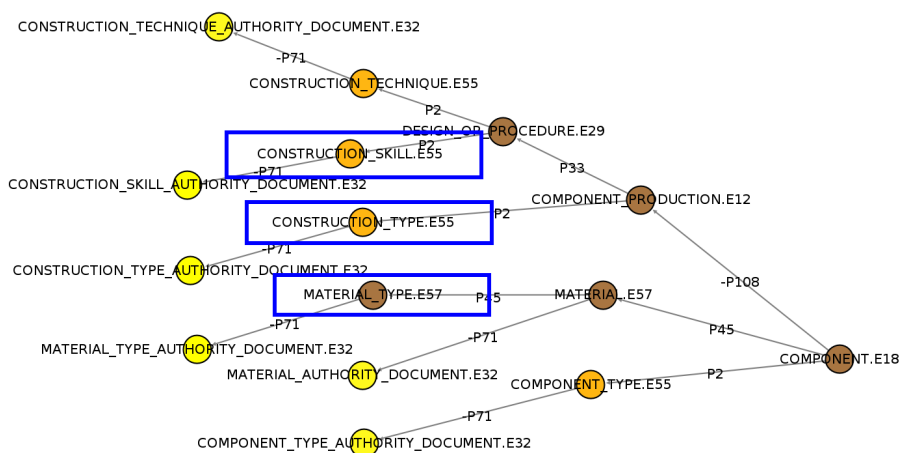 CONSTRUCTION_TECHNIQUE_AUTHORITY_DOCUMENT.E32
-P71
CONSTRUCTION_TECHNIQUE.E55
P2
DESIGN_OR_PROCEDURE.E29
P2
CONSTRUCTION_SKILL.E55
P33
-P71
CONSTRUCTION_SKILL_AUTHORITY_DOCUMENT.E32
COMPONENT_PRODUCTION.E12
P2
CONSTRUCTION_TYPE.E55
-P71
CONSTRUCTION_TYPE_AUTHORITY_DOCUMENT.E32
-P108
MATERIAL_TYPE.E57
P45
MATERIAL.E57
-P71
P45
-P71
MATERIAL_TYPE_AUTHORITY_DOCUMENT.E32
COMPONENT.E18
MATERIAL_AUTHORITY_DOCUMENT.E32
P2
COMPONENT_TYPE.E55
-P71
COMPONENT_TYPE_AUTHORITY_DOCUMENT.E32